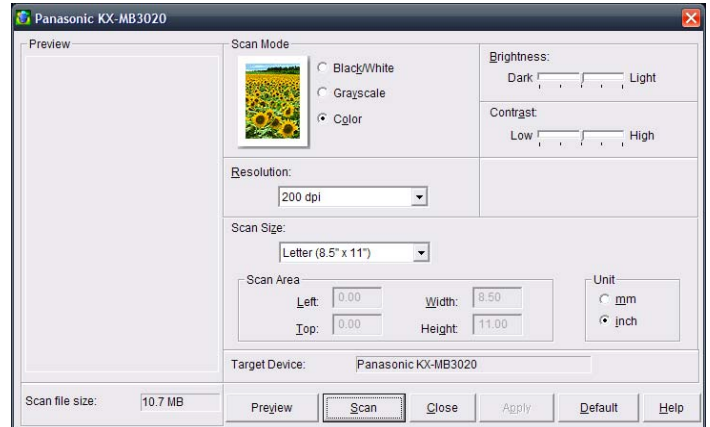 Panasonic KX-MB3020
Preview
Scan Mode
Black/White
Grayscale
Color
Brightness:
Dark Light
Contrast:
Low High
Resolution:
200 dpi
Scan Size:
Letter (8.5" x 11")
Scan Area
Left: 0.00 Width: 8.50
Top: 0.00 Height: 11.00
Unit
mm
inch
Target Device: Panasonic KX-MB3020
Scan file size: 10.7 MB
Preview Scan Close Apply Default Help